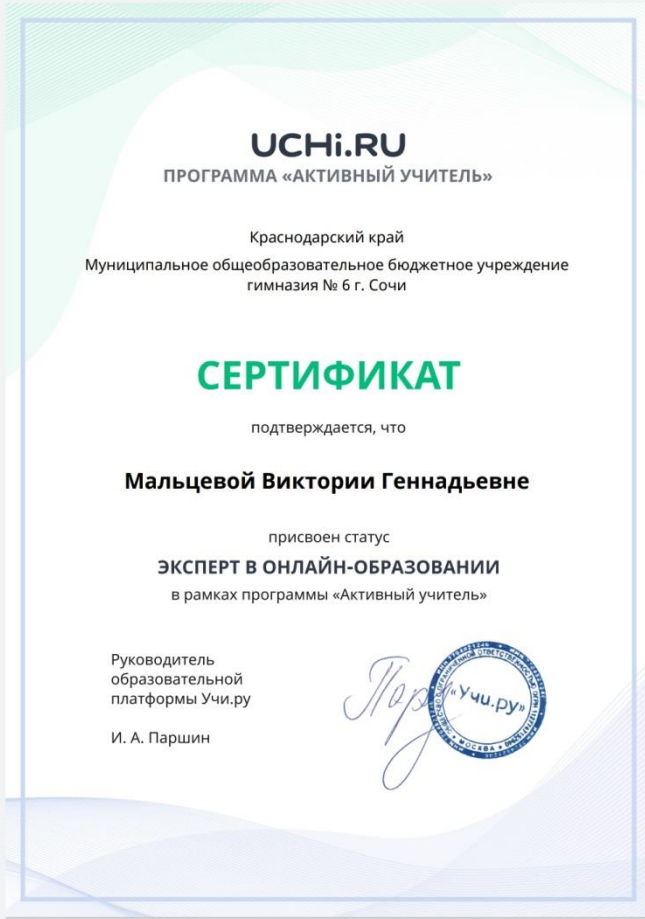 UCHi.RU
ПРОГРАММА «АКТИВНЫЙ УЧИТЕЛЬ»
Краснодарский край
Муниципальное общеобразовательное бюджетное учреждение
гимназия № 6 г. Сочи
СЕРТИФИКАТ
подтверждается, что
Мальцевой Виктории Геннадьевне
присвоен статус
ЭКСПЕРТ В ОНЛАЙН-ОБРАЗОВАНИИ
в рамках программы «Активный учитель»
Руководитель
образовательной
платформы Учи.ру
И. А. Паршин
«Учи.ру»
МОСКВА